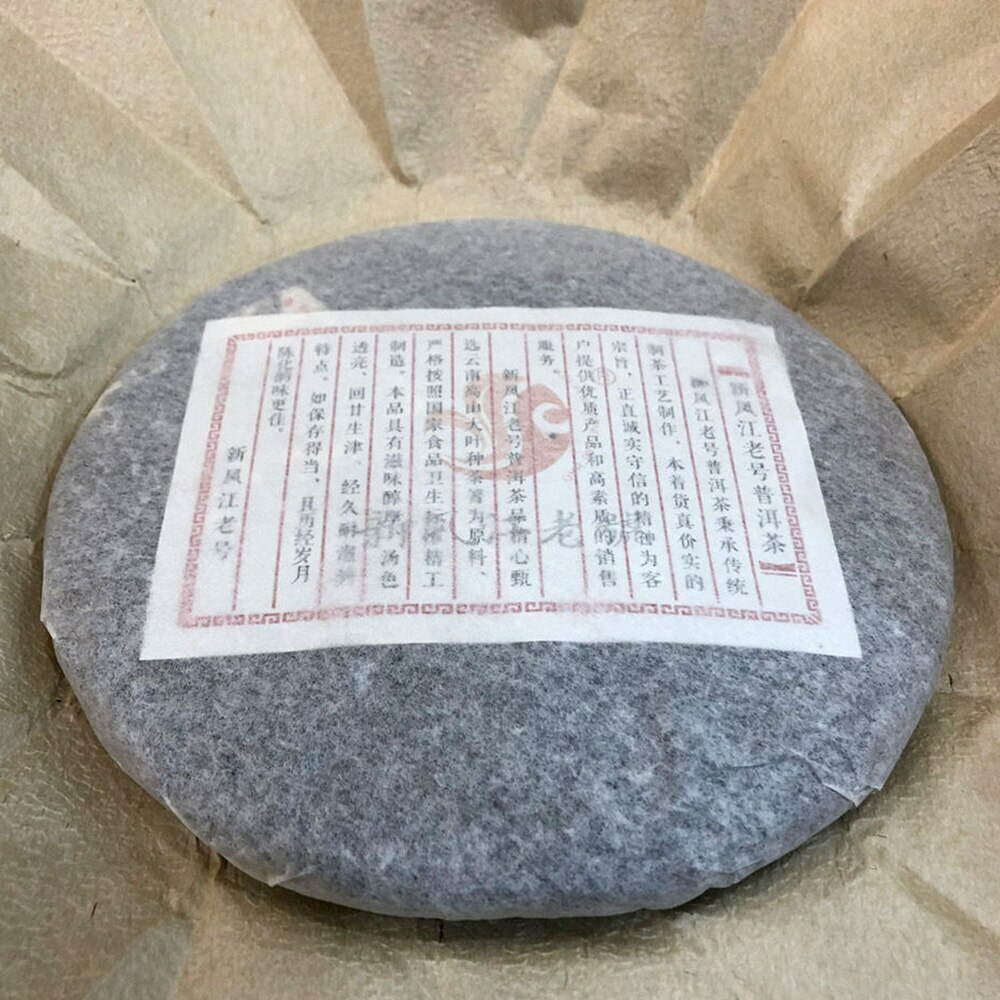 新凤江老号普洱茶
新凤江老号普洱茶秉承传统
制茶工艺制作，本着货真价实的
宗旨，正直诚实守信的精神为客
户提供优质产品和高素质的销售
服务。
新凤江老号普洱茶品精心甄
选云南高山大叶种茶箐为原料、
严格按照国家食品卫生标准精工
制造。本品具有滋味醇厚、汤色
透亮、回甘生津、经久耐泡
特点。如保存得当、且历经岁月
陈化韵味更佳。
新凤江老号